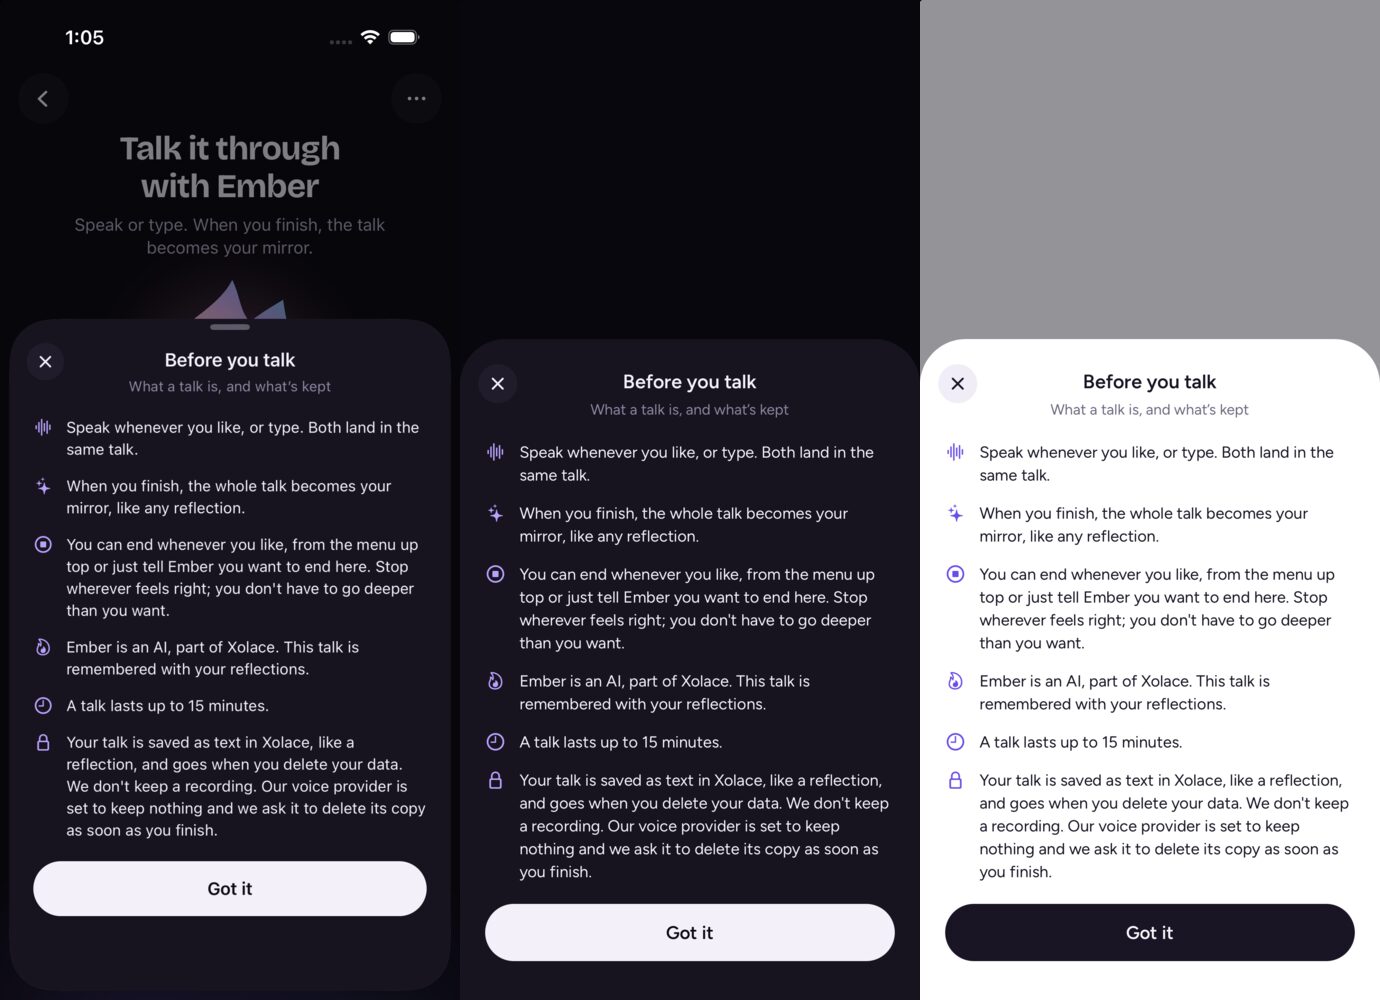 1:05
Talk it through
with Ember
Speak or type. When you finish, the talk
becomes your mirror.
Before you talk
What a talk is, and what's kept
Speak whenever you like, or type. Both land in the
same talk.
When you finish, the whole talk becomes your
mirror, like any reflection.
You can end whenever you like, from the menu up
top or just tell Ember you want to end here. Stop
wherever feels right; you don't have to go deeper
than you want.
Ember is an AI, part of Xolace. This talk is
remembered with your reflections.
A talk lasts up to 15 minutes.
Your talk is saved as text in Xolace, like a
reflection, and goes when you delete your data.
We don't keep a recording. Our voice provider is
set to keep nothing and we ask it to delete its copy
as soon as you finish.
Got it
Before you talk
What a talk is, and what's kept
Speak whenever you like, or type. Both land in the
same talk.
When you finish, the whole talk becomes your
mirror, like any reflection.
You can end whenever you like, from the menu up
top or just tell Ember you want to end here. Stop
wherever feels right; you don't have to go deeper
than you want.
Ember is an AI, part of Xolace. This talk is
remembered with your reflections.
A talk lasts up to 15 minutes.
Your talk is saved as text in Xolace, like a reflection,
and goes when you delete your data. We don't keep
a recording. Our voice provider is set to keep
nothing and we ask it to delete its copy as soon as
you finish.
Got it
Before you talk
What a talk is, and what's kept
Speak whenever you like, or type. Both land in the
same talk.
When you finish, the whole talk becomes your
mirror, like any reflection.
You can end whenever you like, from the menu up
top or just tell Ember you want to end here. Stop
wherever feels right; you don't have to go deeper
than you want.
Ember is an AI, part of Xolace. This talk is
remembered with your reflections.
A talk lasts up to 15 minutes.
Your talk is saved as text in Xolace, like a reflection,
and goes when you delete your data. We don't keep
a recording. Our voice provider is set to keep
nothing and we ask it to delete its copy as soon as
you finish.
Got it